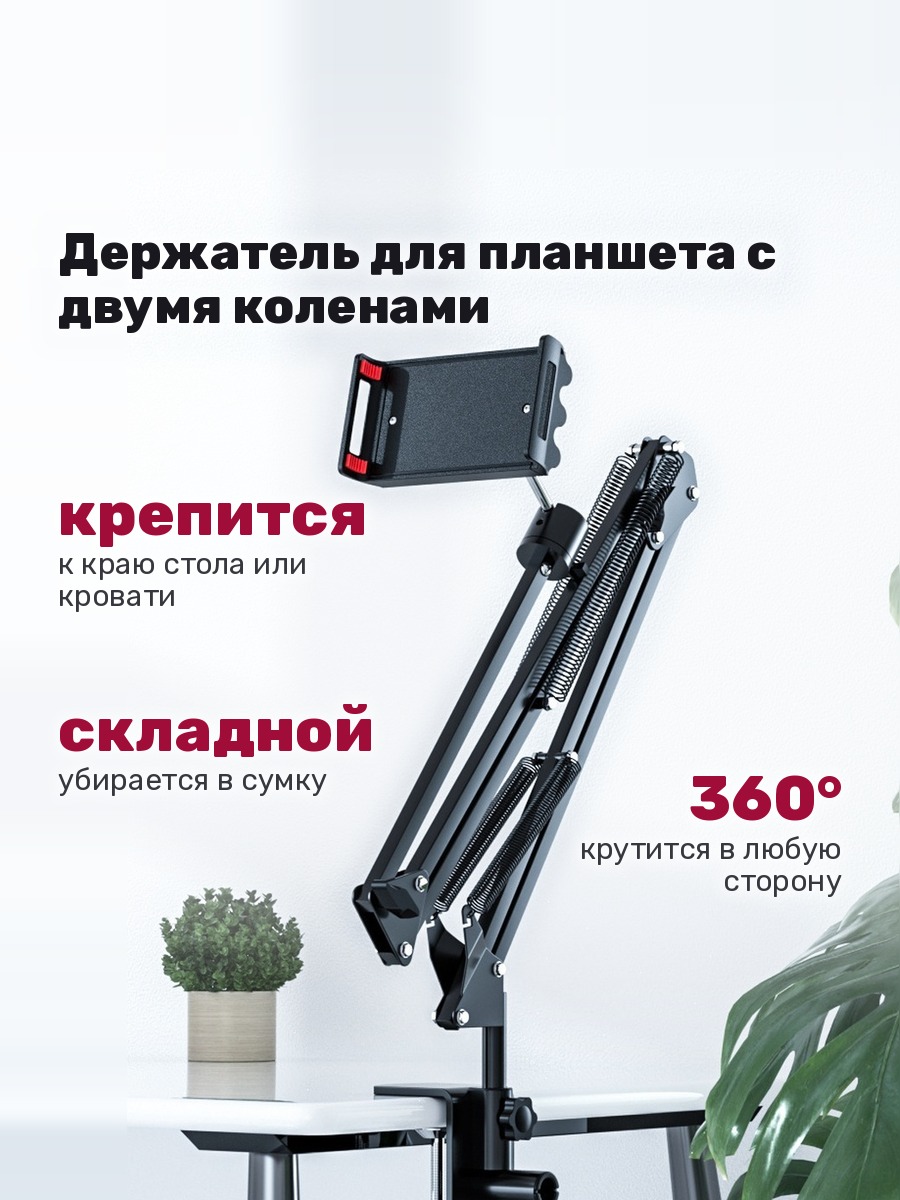 Держатель для планшета с
двумя коленами
крепится
к краю стола или
кровати
складной
убирается в сумку
360°
крутится в любую
сторону